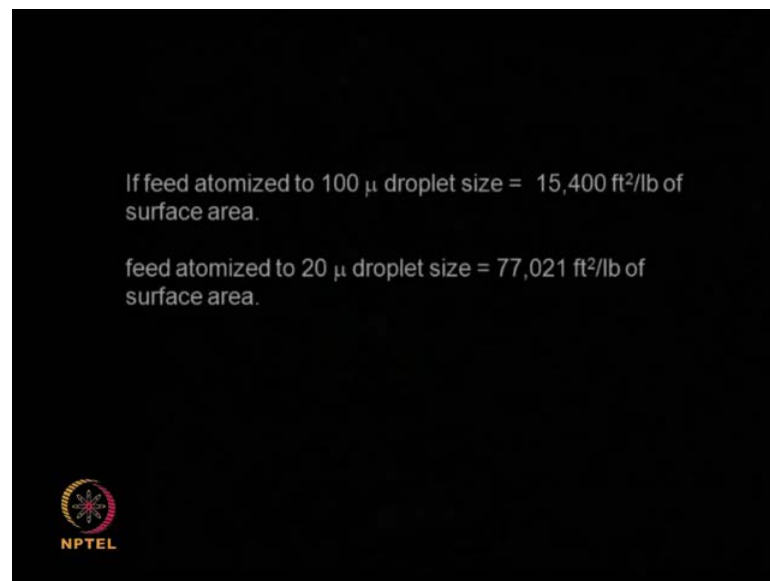 If feed atomized to 100 μ droplet size =  15,400 ft²/lb of
surface area.
feed atomized to 20 μ droplet size = 77,021 ft²/lb of
surface area.
NPTEL